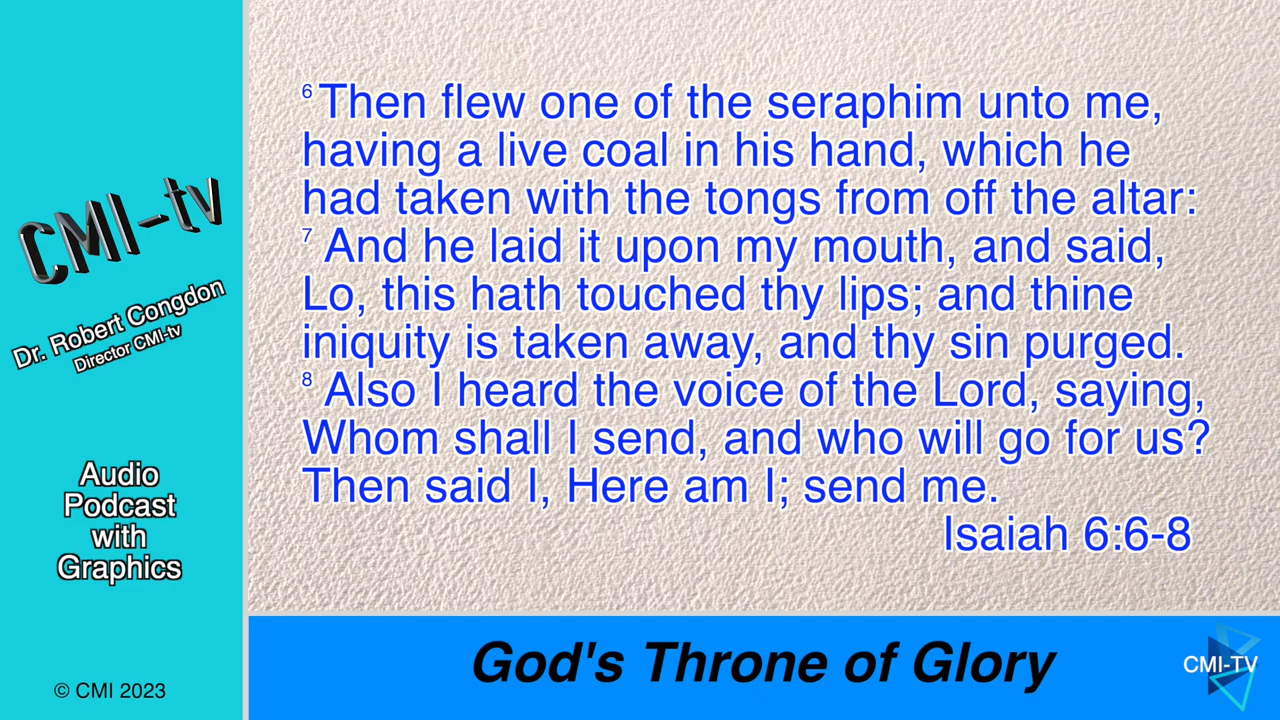 CMI-tv
Dr. Robert Congdon
Director CMI-tv
Audio
Podcast
with
Graphics
© CMI 2023
6 Then flew one of the seraphim unto me,
having a live coal in his hand, which he
had taken with the tongs from off the altar:
7 And he laid it upon my mouth, and said,
Lo, this hath touched thy lips; and thine
iniquity is taken away, and thy sin purged.
8 Also I heard the voice of the Lord, saying,
Whom shall I send, and who will go for us?
Then said I, Here am I; send me.
Isaiah 6:6-8
God's Throne of Glory
CMI-TV